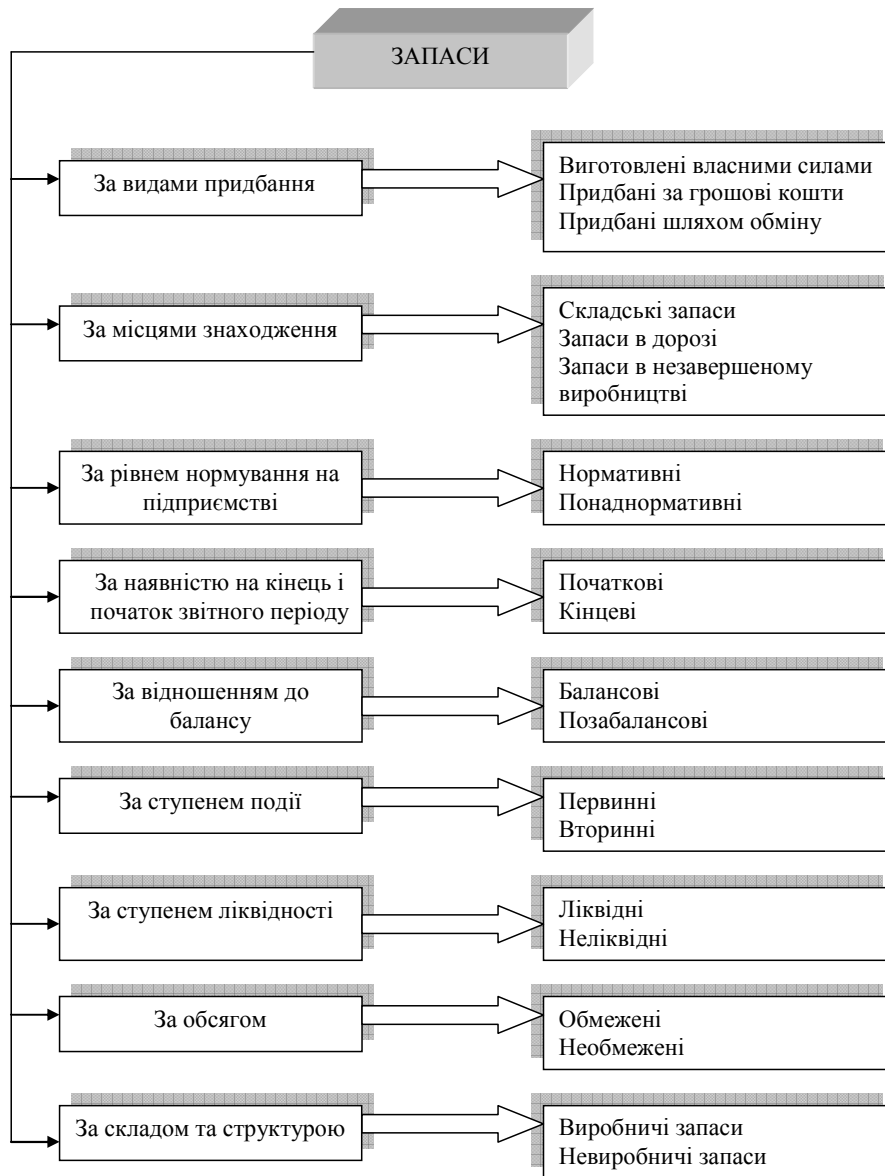 ЗАПАСИ
За видами придбання
Виготовлені власними силами
Придбані за грошові кошти
Придбані шляхом обміну
За місцями знаходження
Складські запаси
Запаси в дорозі
Запаси в незавершеному
виробництві
За рівнем нормування на
підприємстві
Нормативні
Понаднормативні
За наявністю на кінець і
початок звітного періоду
Початкові
Кінцеві
За відношенням до
балансу
Балансові
Позабалансові
За ступенем події
Первинні
Вторинні
За ступенем ліквідності
Ліквідні
Неліквідні
За обсягом
Обмежені
Необмежені
За складом та структурою
Виробничі запаси
Невиробничі запаси